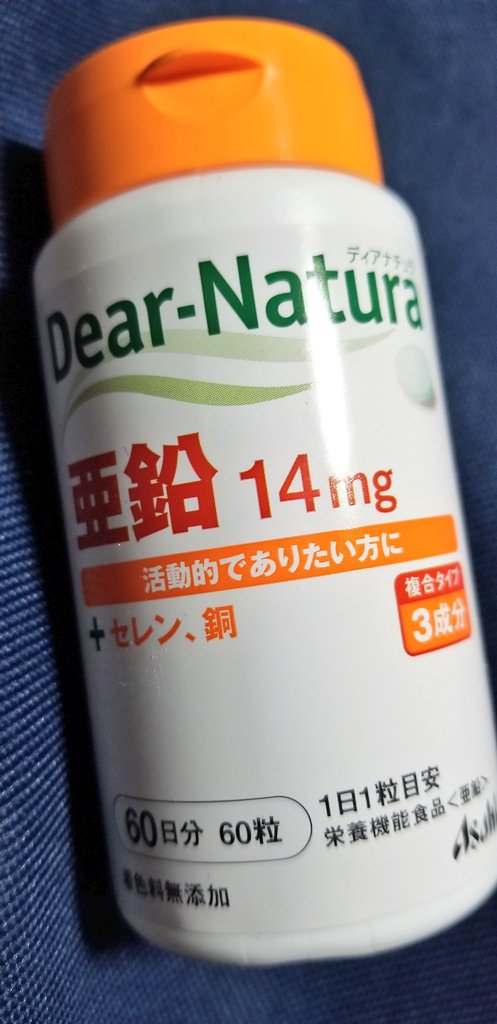 ディアナチュラ
Dear-Natura
亜鉛 14mg
活動的でありたい方に
+セレン、銅
複合タイプ
3成分
60日分 60粒
1日1粒目安
栄養機能食品<亜鉛>
Asahi
着色料無添加